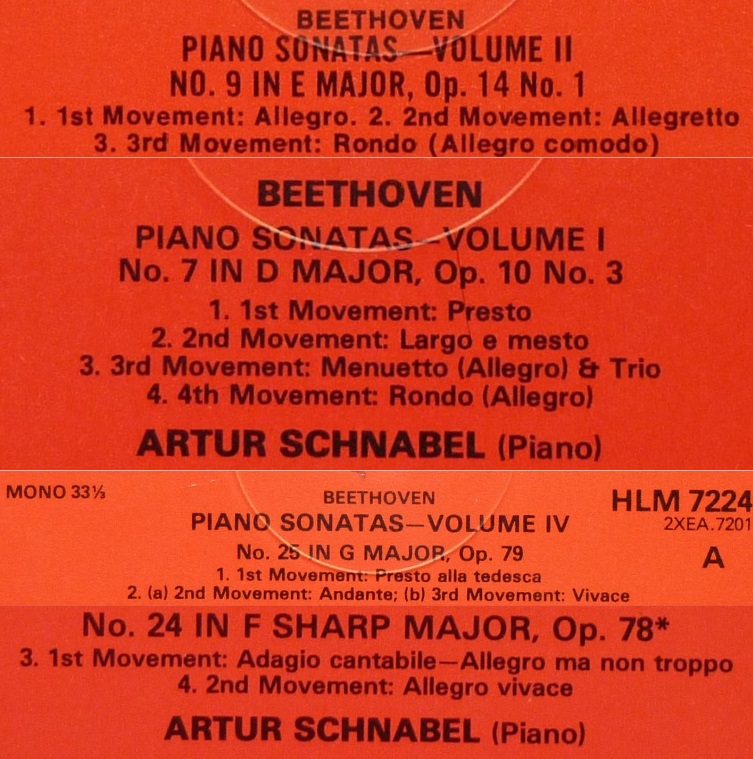 BEETHOVEN
PIANO SONATAS—VOLUME II
NO. 9 IN E MAJOR, Op. 14 No. 1
1. 1st Movement: Allegro. 2. 2nd Movement: Allegretto
3. 3rd Movement: Rondo (Allegro comodo)
BEETHOVEN
PIANO SONATAS—VOLUME I
No. 7 IN D MAJOR, Op. 10 No. 3
1. 1st Movement: Presto
2. 2nd Movement: Largo e mesto
3. 3rd Movement: Menuetto (Allegro) & Trio
4. 4th Movement: Rondo (Allegro)
ARTUR SCHNABEL (Piano)
MONO 33⅓
BEETHOVEN
HLM 7224
PIANO SONATAS—VOLUME IV
2XEA.7201
No. 25 IN G MAJOR, Op. 79
A
1. 1st Movement: Presto alla tedesca
2. (a) 2nd Movement: Andante; (b) 3rd Movement: Vivace
No. 24 IN F SHARP MAJOR, Op. 78*
3. 1st Movement: Adagio cantabile—Allegro ma non troppo
4. 2nd Movement: Allegro vivace
ARTUR SCHNABEL (Piano)